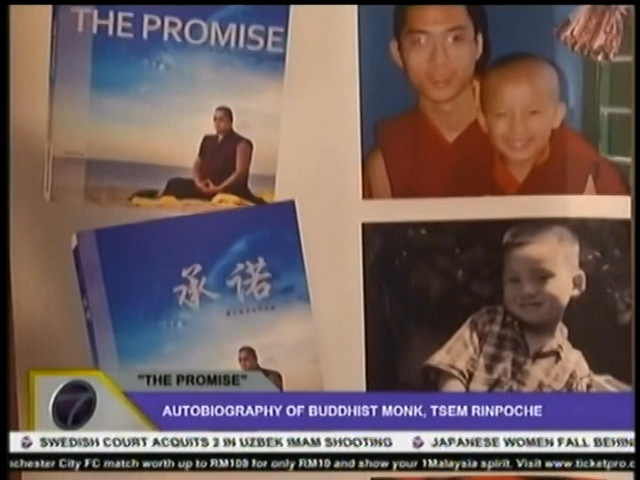 THE PROMISE
承 诺
"THE PROMISE"
7
AUTOBIOGRAPHY OF BUDDHIST MONK, TSEM RINPOCHE
SWEDISH COURT ACQUITS 2 IN UZBEK IMAM SHOOTING JAPANESE WOMEN FALL BEHIN
chester City FC match worth up to RM108 for only RM10 and show your 1Malaysia spirit. Visit www.ticketpro.c